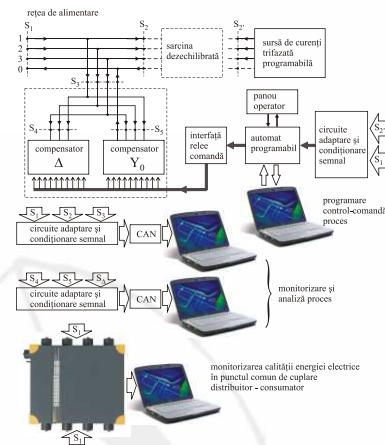 rețea de alimentare
S1
S2
S2'
1
2
3
0
sarcina
dezechilibrată
sursă de curenți
trifazată
programabilă
S3
S4
S5
compensator
Δ
compensator
Y0
panou
operator
interfață
relee
comandă
automat
programabil
circuite
adaptare și
condiționare
semnal
S2'
S1
programare
control-comandă
proces
S1
S2
S3
circuite adaptare și
condiționare semnal
CAN
S4
S5
circuite adaptare și
condiționare semnal
CAN
monitorizare și
analiză proces
S1
monitorizarea calității energiei electrice
în punctul comun de cuplare
distribuitor - consumator
S1